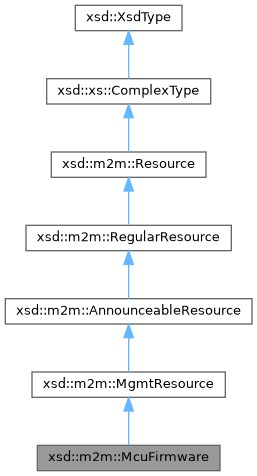 xsd::XsdType
xsd::xs::ComplexType
xsd::m2m::Resource
xsd::m2m::RegularResource
xsd::m2m::AnnounceableResource
xsd::m2m::MgmtResource
xsd::m2m::McuFirmware